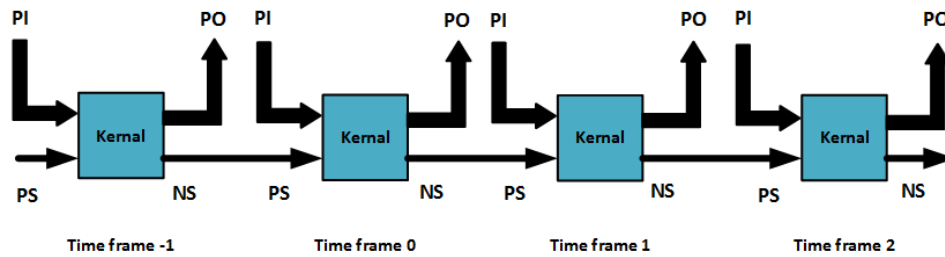 PI PO PI PO PI PO PI PO
Kernal Kernal Kernal Kernal
PS NS PS NS PS NS PS NS
Time frame -1 Time frame 0 Time frame 1 Time frame 2